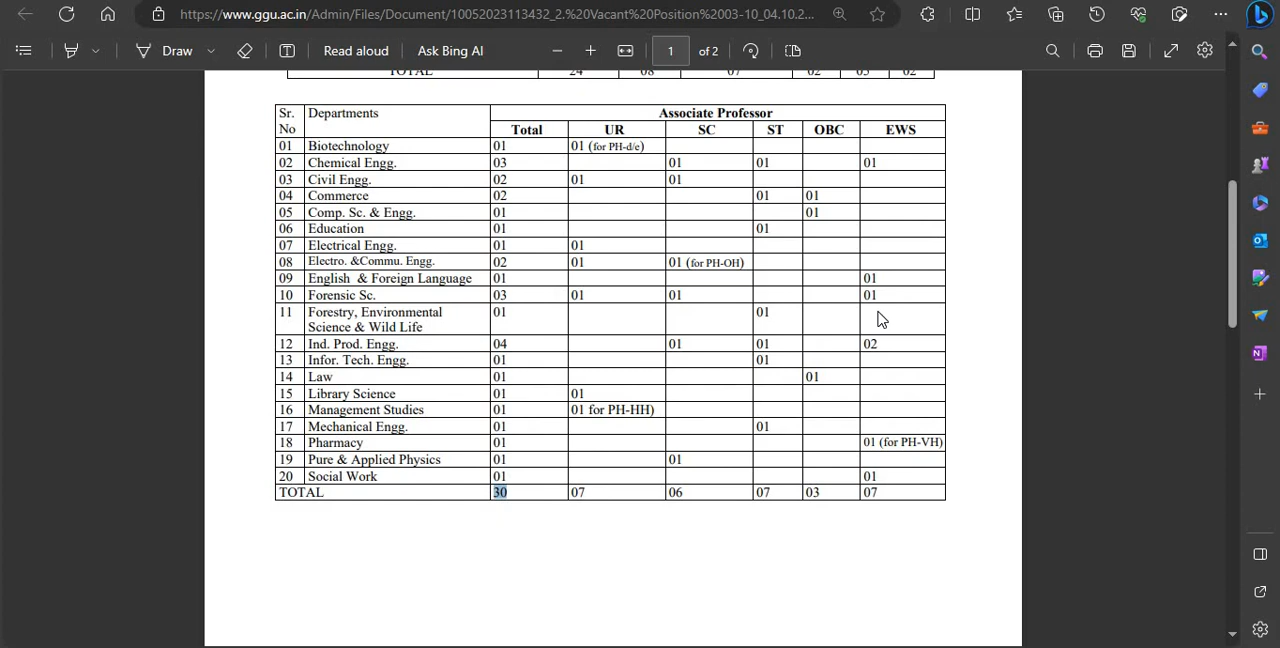 https://www.ggu.ac.in/Admin/Files/Document/10052023113432_2.%20Vacant%20Position%2003-10_04.10.2...
Draw Read aloud Ask Bing AI 1 of 2
TOTAL 24 08 07 02 05 02
Sr. No Departments Associate Professor
Total UR SC ST OBC EWS
01 Biotechnology 01 01 (for PH-d/e)
02 Chemical Engg. 03 01 01 01
03 Civil Engg. 02 01 01
04 Commerce 02 01 01
05 Comp. Sc. & Engg. 01 01
06 Education 01 01
07 Electrical Engg. 01 01
08 Electro. &Commu. Engg. 02 01 01 (for PH-OH)
09 English & Foreign Language 01 01
10 Forensic Sc. 03 01 01 01
11 Forestry, Environmental 01 01
Science & Wild Life
12 Ind. Prod. Engg. 04 01 01 02
13 Infor. Tech. Engg. 01 01
14 Law 01 01
15 Library Science 01 01
16 Management Studies 01 01 for PH-HH)
17 Mechanical Engg. 01 01
18 Pharmacy 01 01 (for PH-VH)
19 Pure & Applied Physics 01 01
20 Social Work 01 01
TOTAL 30 07 06 07 03 07